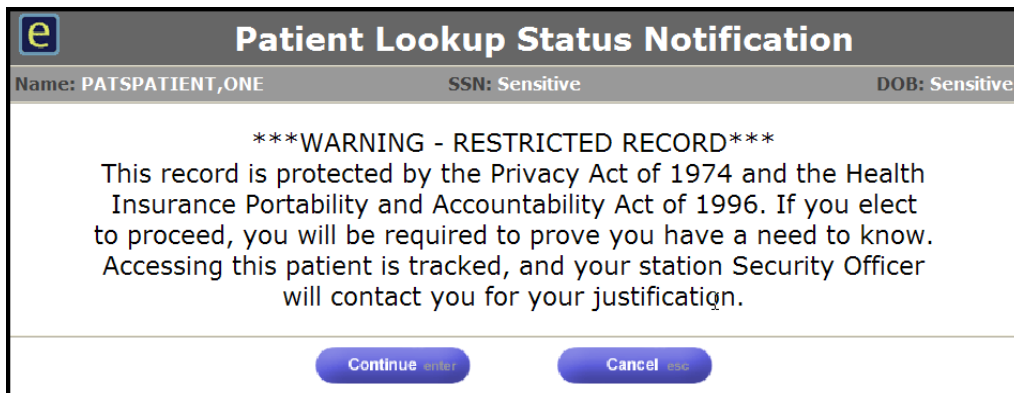 e Patient Lookup Status Notification
Name: PATSPATIENT,ONE SSN: Sensitive DOB: Sensitive
***WARNING - RESTRICTED RECORD***
This record is protected by the Privacy Act of 1974 and the Health
Insurance Portability and Accountability Act of 1996. If you elect
to proceed, you will be required to prove you have a need to know.
Accessing this patient is tracked, and your station Security Officer
will contact you for your justification.
Continue enter Cancel esc